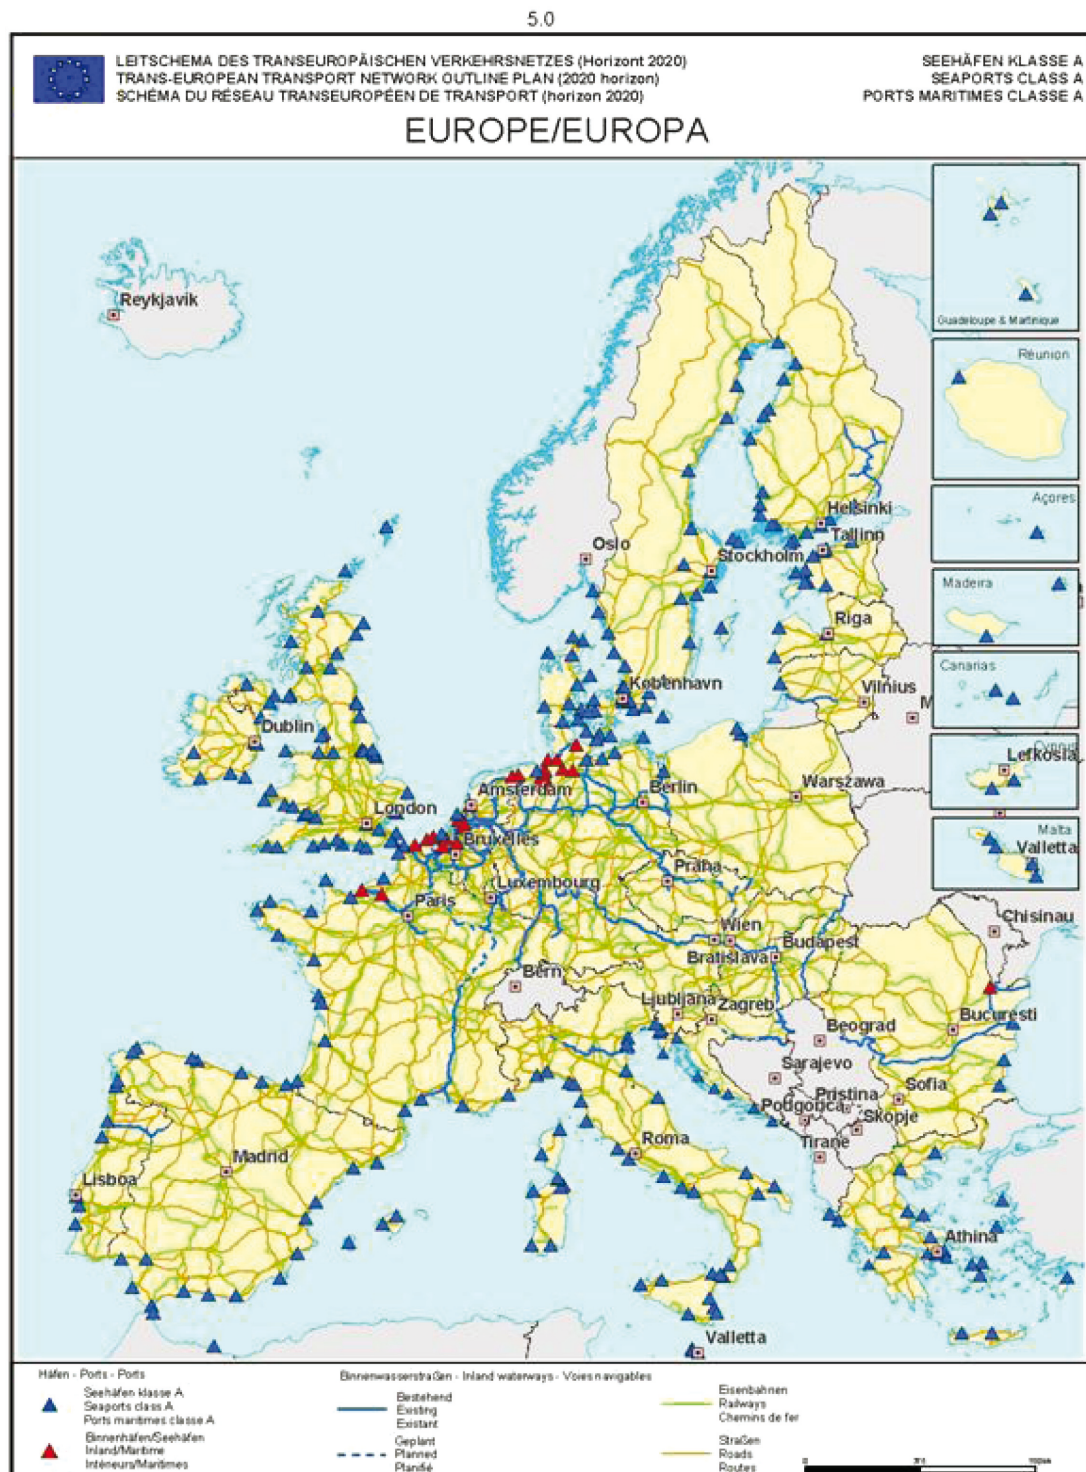 5.0
LEITSCHEMA DES TRANSEUROPÄISCHEN VERKEHRSNETZES (Horizont 2020)
TRANS-EUROPEAN TRANSPORT NETWORK OUTLINE PLAN (2020 horizon)
SCHÉMA DU RÉSEAU TRANSEUROPÉEN DE TRANSPORT (horizon 2020)
SEEHÄFEN KLASSE A
SEAPORTS CLASS A
PORTS MARITIMES CLASSE A
EUROPE/EUROPA
Guadeloupe & Martinique
Reykjavik
Réunion
Açores
Helsinki
Tallinn
Oslo
Stockholm
Madeira
Riga
Canarias
København
Vilnius
M
Dublin
Cyprus
Lefkosia
Amsterdam
Berlin
Warszawa
London
Malta
Valletta
Bruxelles
Praha
Luxembourg
Paris
Chisinau
Wien
Budapest
Bratislava
Bern
Ljubljana
Zagreb
Bucuresti
Beograd
Sarajevo
Pristina
Sofia
Podgorica
Skopje
Tirane
Roma
Madrid
Lisboa
Athina
Valletta
Häfen - Ports - Ports
Seehäfen klasse A
Seaports class A
Ports maritimes classe A
Binnenhäfen/Seehäfen
Inland/Maritime
Intérieurs/Maritimes
Binnenwasserstraßen - Inland waterways - Voies navigables
Bestehend
Existing
Existant
Geplant
Planned
Planifié
Eisenbahnen
Railways
Chemins de fer
Straßen
Roads
Routes
0